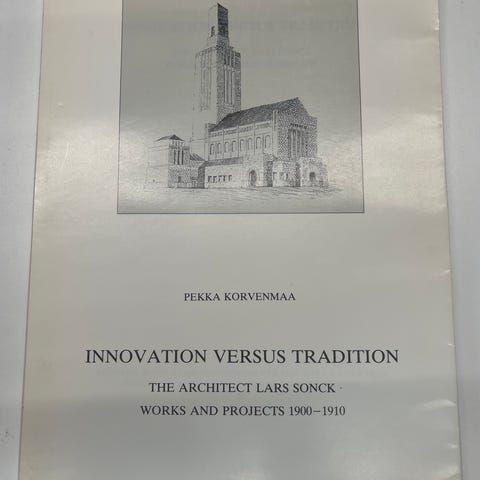 PEKKA KORVENMAA
INNOVATION VERSUS TRADITION
THE ARCHITECT LARS SONCK
WORKS AND PROJECTS 1900–1910